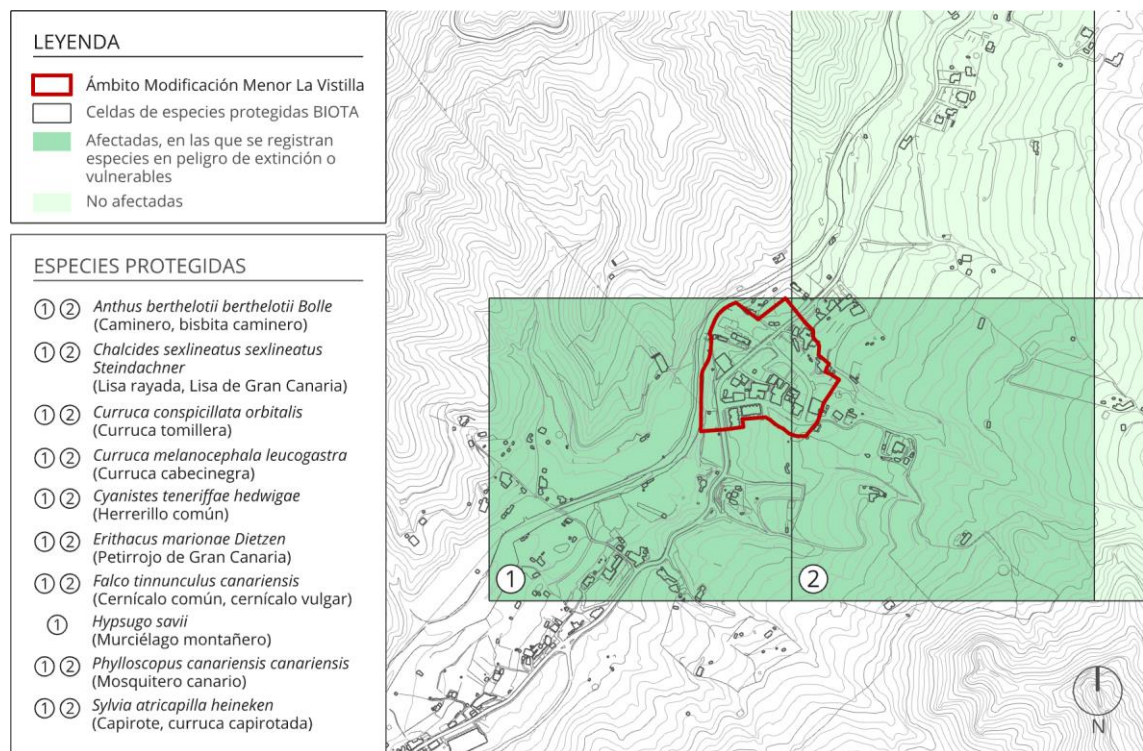 LEYENDA
Ámbito Modificación Menor La Vistilla
Celdas de especies protegidas BIOTA
Afectadas, en las que se registran
especies en peligro de extinción o
vulnerables
No afectadas
ESPECIES PROTEGIDAS
1 2 Anthus berthelotii berthelotii Bolle
(Caminero, bisbita caminero)
1 2 Chalcides sexlineatus sexlineatus
Steindachner
(Lisa rayada, Lisa de Gran Canaria)
1 2 Curruca conspicillata orbitalis
(Curruca tomillera)
1 2 Curruca melanocephala leucogastra
(Curruca cabecinegra)
1 2 Cyanistes teneriffae hedwigae
(Herrerillo común)
1 2 Erithacus marionae Dietzen
(Petirrojo de Gran Canaria)
1 2 Falco tinnunculus canariensis
(Cernícalo común, cernícalo vulgar)
1 Hypsugo savii
(Murciélago montañero)
1 2 Phylloscopus canariensis canariensis
(Mosquitero canario)
1 2 Sylvia atricapilla heineken
(Capirote, curruca capirotada)
1
2
N